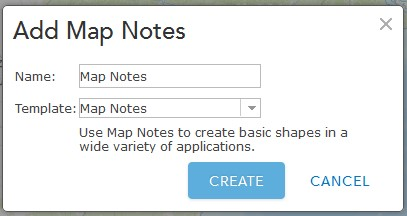 Add Map Notes
Name: Map Notes
Template: Map Notes
Use Map Notes to create basic shapes in a
wide variety of applications.
CREATE CANCEL